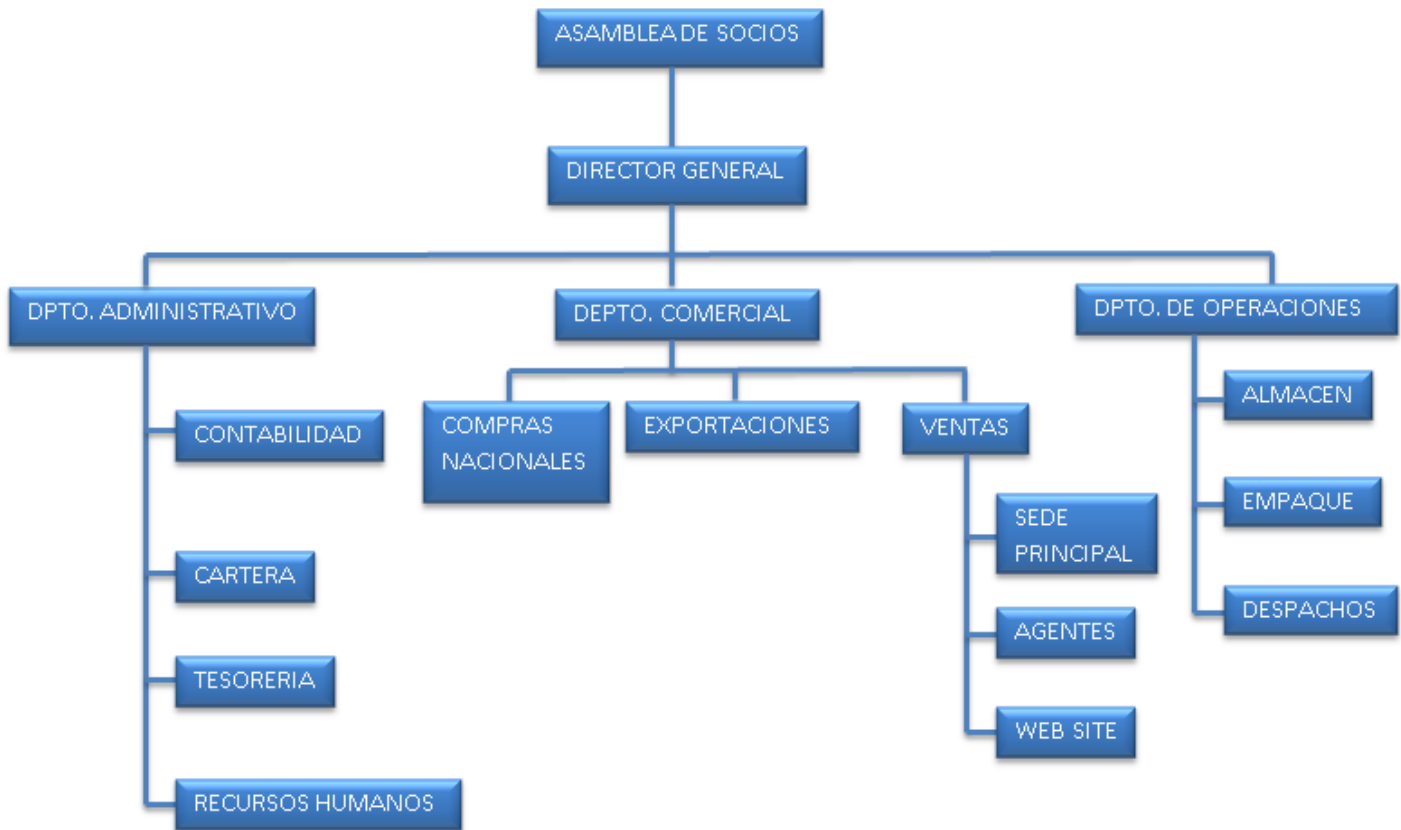 ASAMBLEA DE SOCIOS
DIRECTOR GENERAL
DPTO. ADMINISTRATIVO
DEPTO. COMERCIAL
DPTO. DE OPERACIONES
CONTABILIDAD
CARTERA
TESORERIA
RECURSOS HUMANOS
COMPRAS
NACIONALES
EXPORTACIONES
VENTAS
SEDE
PRINCIPAL
AGENTES
WEB SITE
ALMACEN
EMPAQUE
DESPACHOS